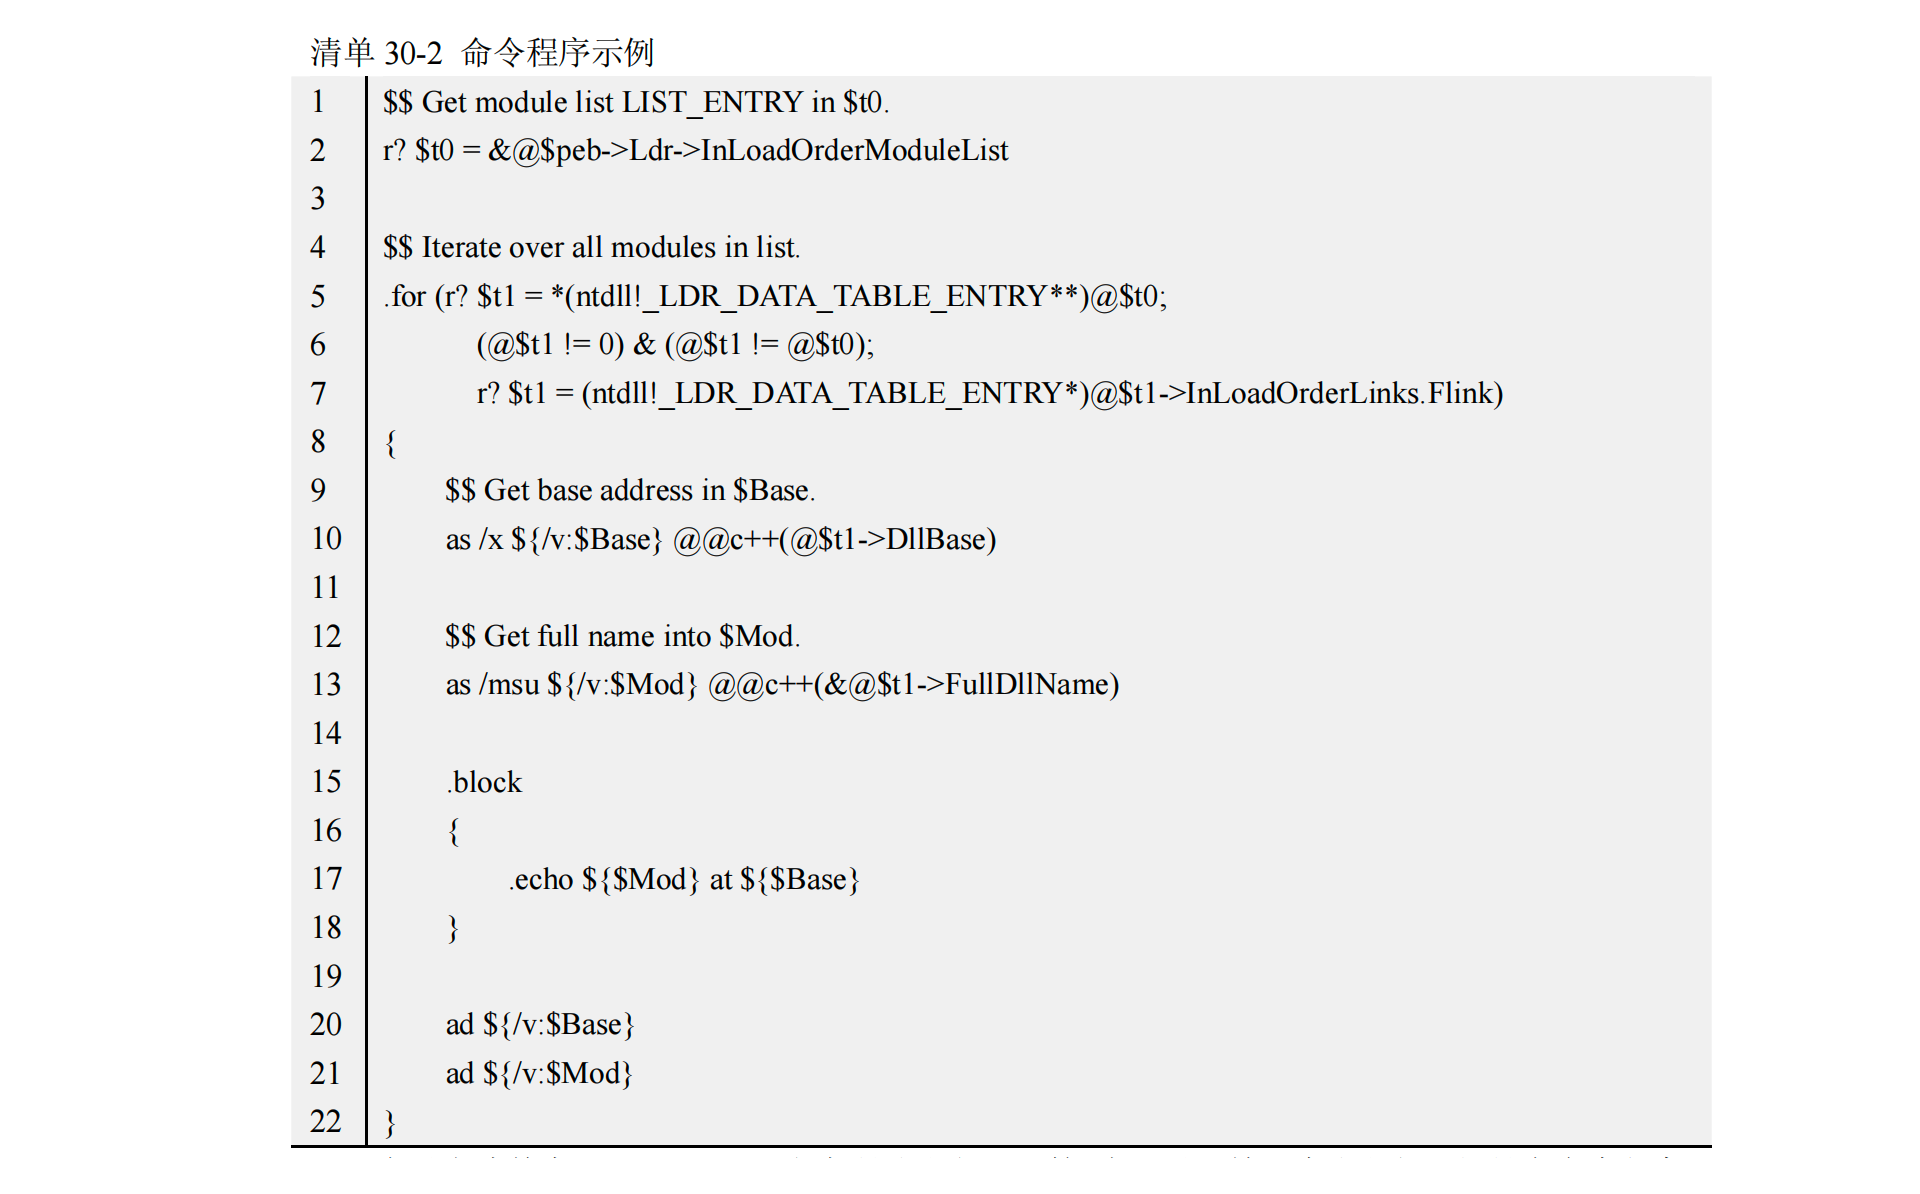 清单 30-2 命令程序示例
1 $$ Get module list LIST_ENTRY in $t0.
2 r? $t0 = &@$peb->Ldr->InLoadOrderModuleList
3
4 $$ Iterate over all modules in list.
5 .for (r? $t1 = *(ntdll!_LDR_DATA_TABLE_ENTRY**)@$t0;
6 (@$t1 != 0) & (@$t1 != @$t0);
7 r? $t1 = (ntdll!_LDR_DATA_TABLE_ENTRY*)@$t1->InLoadOrderLinks.Flink)
8 {
9 $$ Get base address in $Base.
10 as /x ${/v:$Base} @@c++(@$t1->DllBase)
11
12 $$ Get full name into $Mod.
13 as /msu ${/v:$Mod} @@c++(&@$t1->FullDllName)
14
15 .block
16 {
17 .echo ${$Mod} at ${$Base}
18 }
19
20 ad ${/v:$Base}
21 ad ${/v:$Mod}
22 }